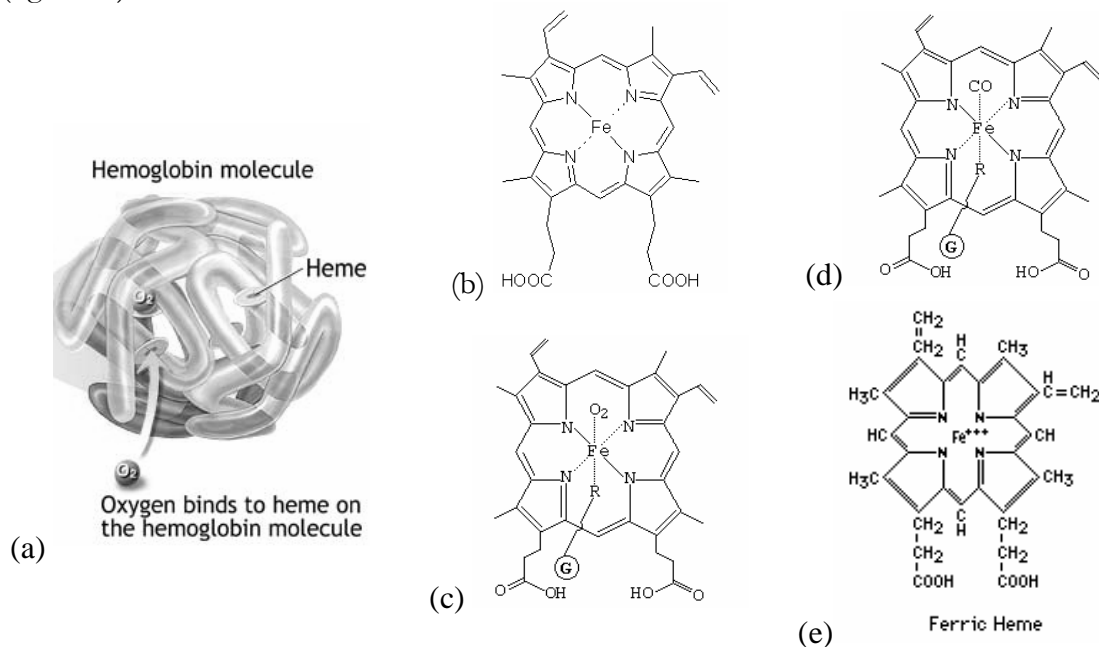 Hemoglobin molecule
Heme
O2
O2
Oxygen binds to heme on
the hemoglobin molecule
(a)
N
N
Fe
N
N
HOOC
COOH
(b)
O2
N
N
Fe
N
N
R
G
O
OH
HO
O
(c)
CO
N
N
Fe
N
N
R
G
O
OH
HO
O
(d)
CH2
CH2
H
C
CH3
H3C
H
CH2
N
N
HC
Fe+++
CH
N
N
H3C
CH3
C
H
CH2
CH2
CH2
CH2
COOH
COOH
Ferric Heme
(e)